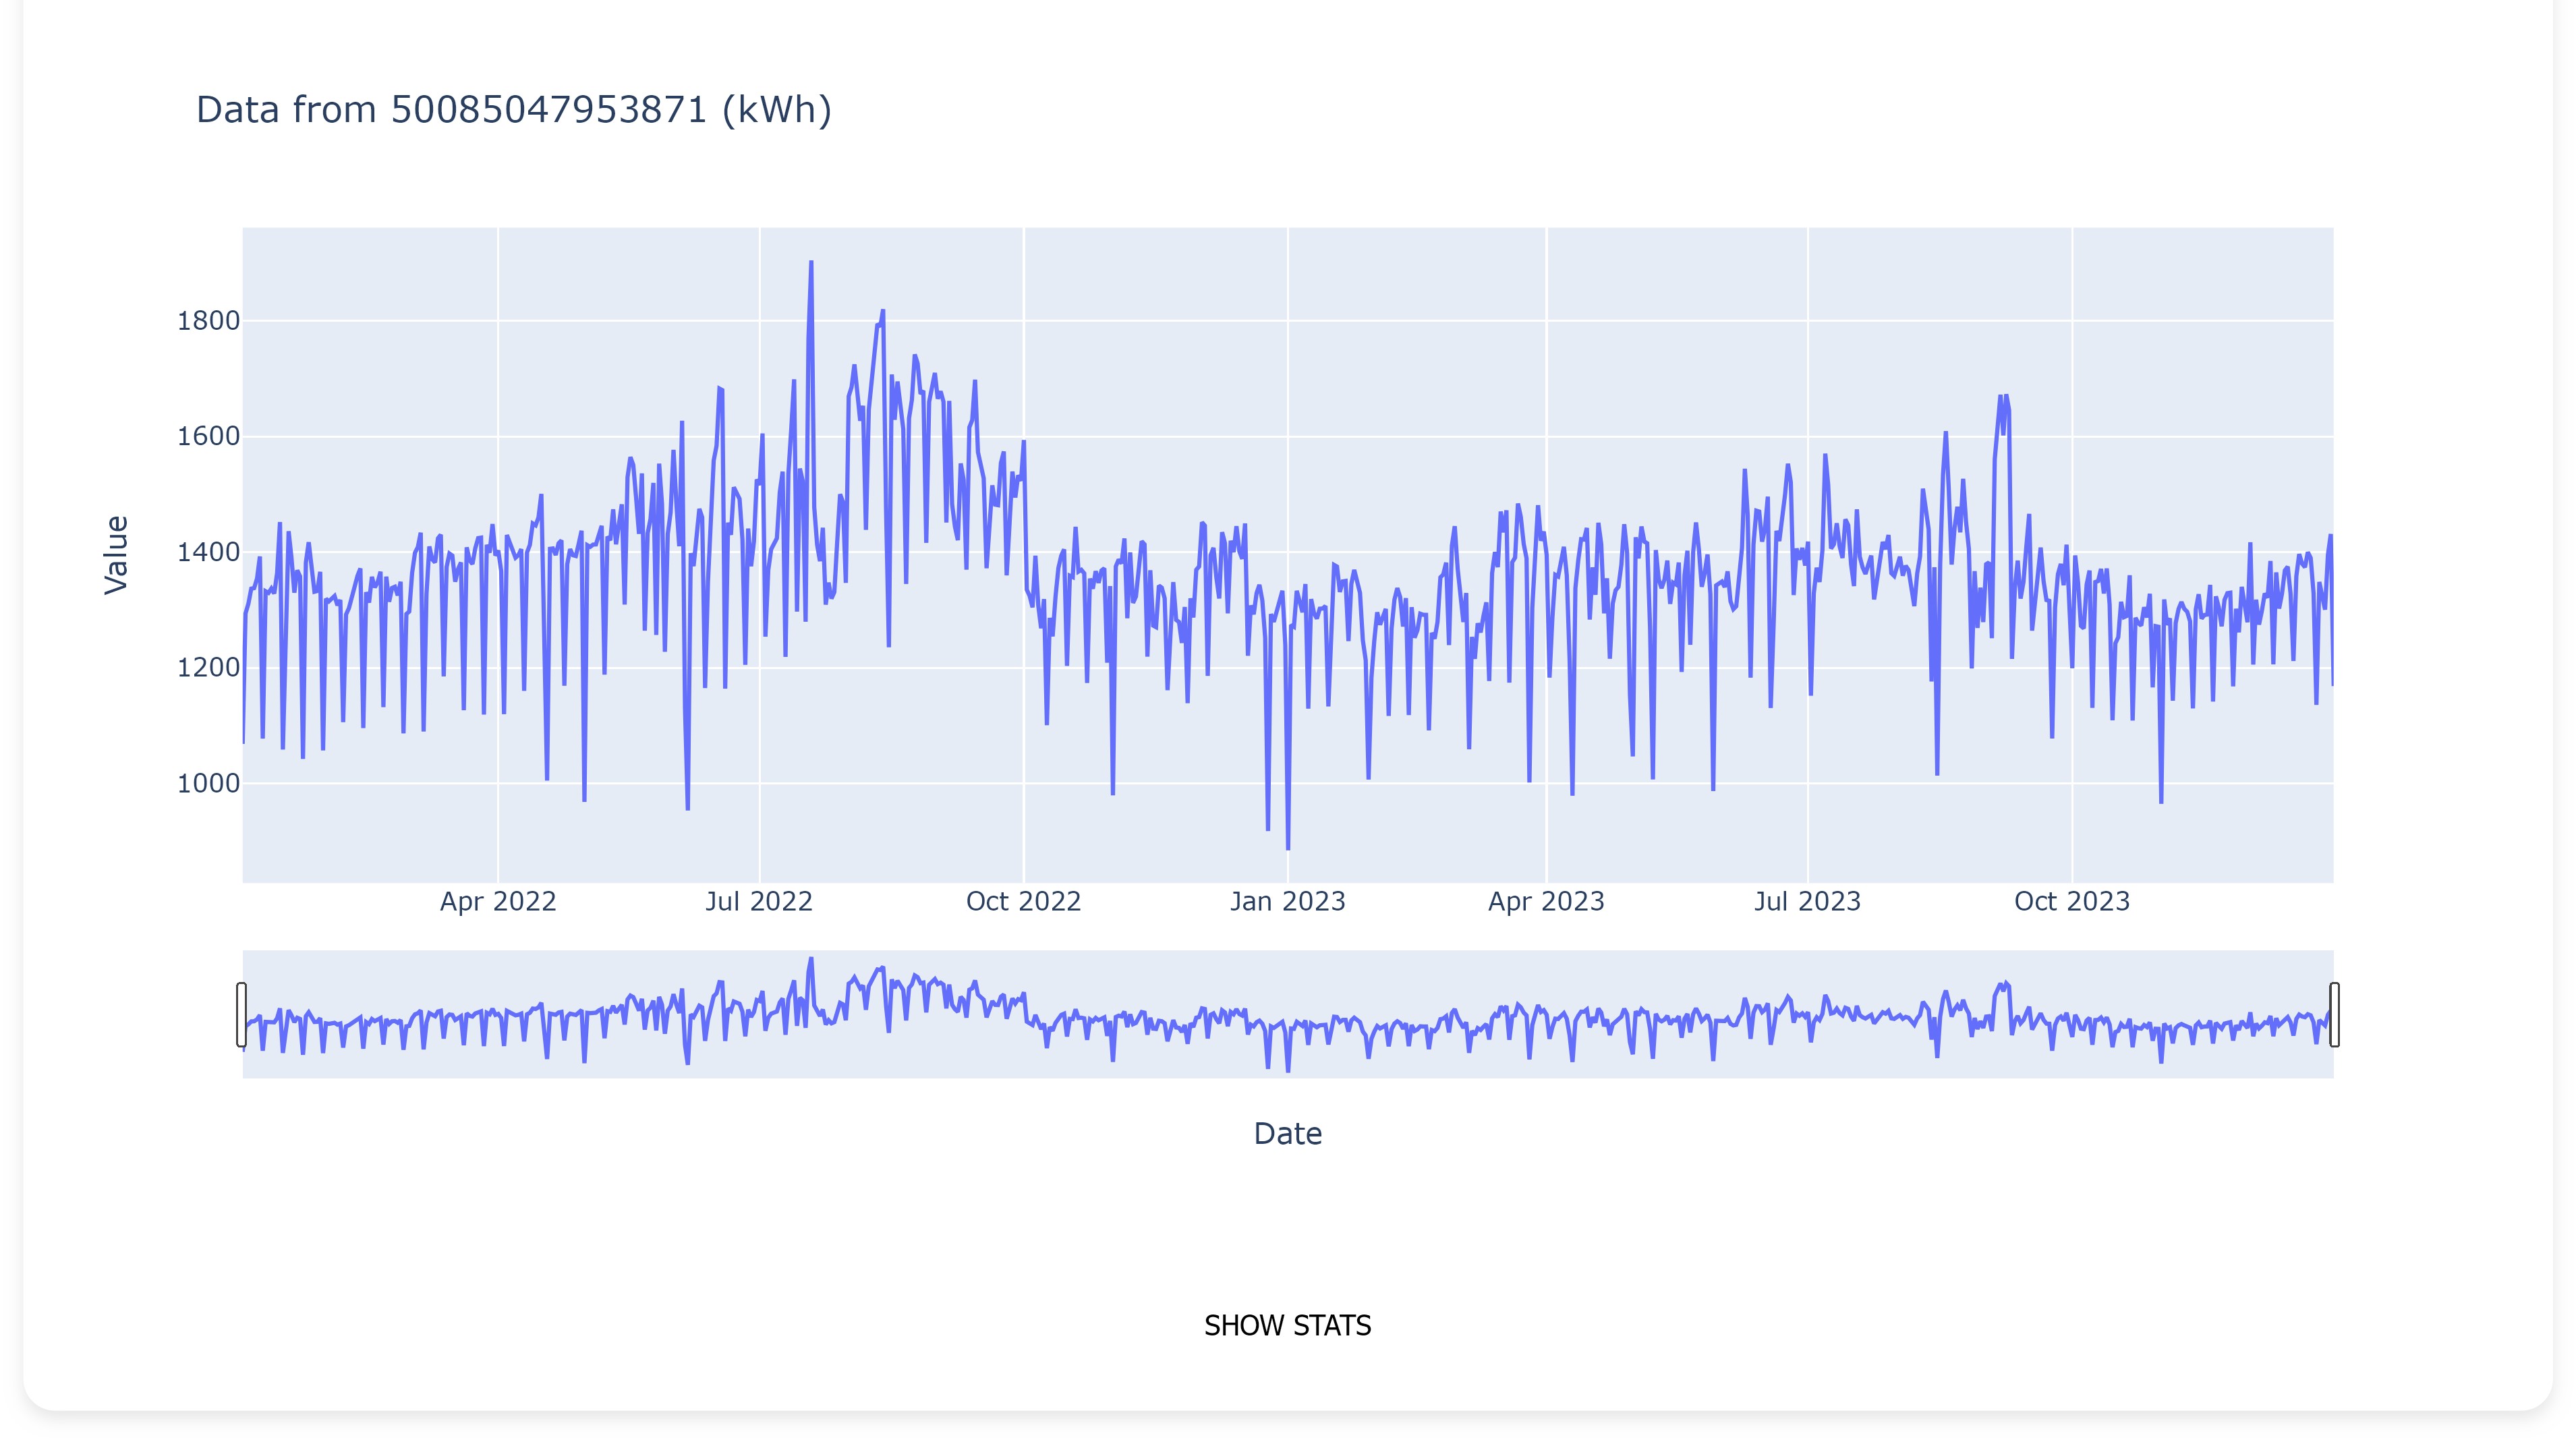 Data from 50085047953871 (kWh)
Value
1800
1600
1400
1200
1000
Apr 2022
Jul 2022
Oct 2022
Jan 2023
Apr 2023
Jul 2023
Oct 2023
Date
SHOW STATS